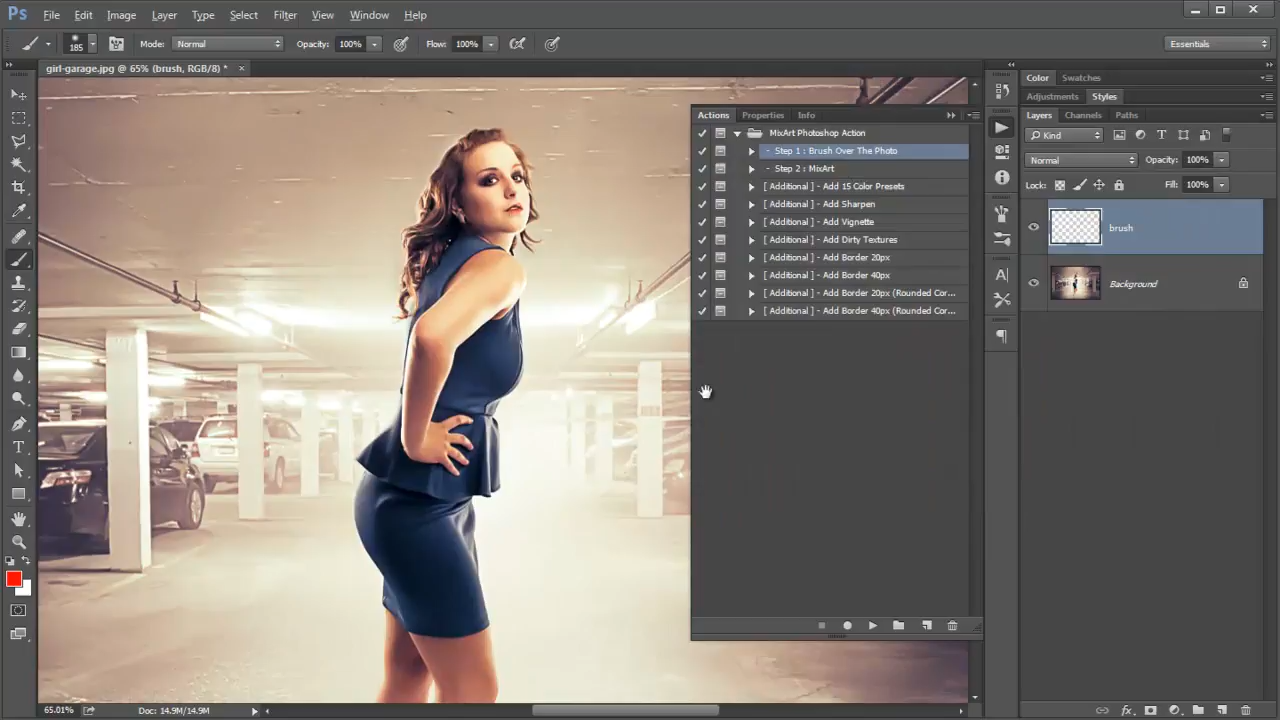 Ps File Edit Image Layer Type Select Filter View Window Help
185 Mode: Normal Opacity: 100% Flow: 100% Essentials
girl-garage.jpg @ 65% (brush, RGB/8) *
Color Swatches
Adjustments Styles
Layers Channels Paths
Kind
Normal Opacity: 100%
Lock: Fill: 100%
brush
Background
Actions Properties Info
MixArt Photoshop Action
- Step 1 : Brush Over The Photo
- Step 2 : MixArt
[ Additional ] - Add 15 Color Presets
[ Additional ] - Add Sharpen
[ Additional ] - Add Vignette
[ Additional ] - Add Dirty Textures
[ Additional ] - Add Border 20px
[ Additional ] - Add Border 40px
[ Additional ] - Add Border 20px (Rounded Cor...
[ Additional ] - Add Border 40px (Rounded Cor...
65.01% Doc: 14.9M/14.9M